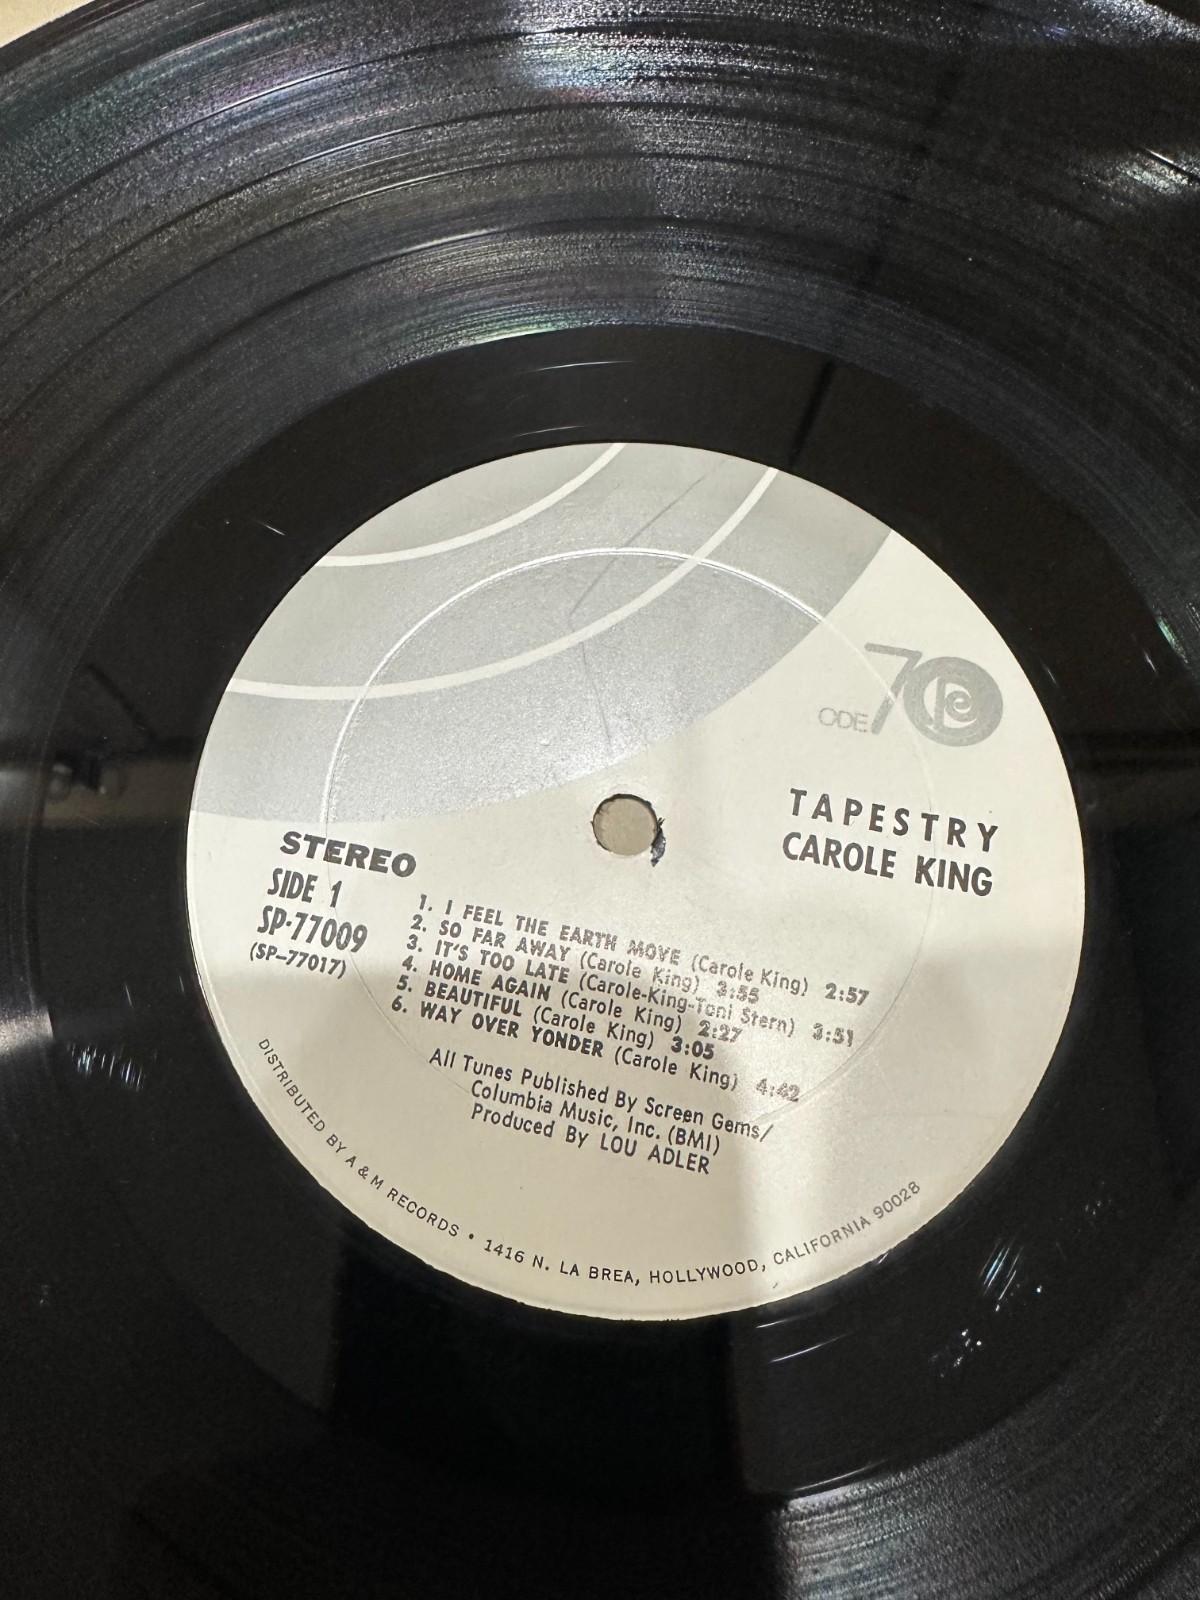 ODE 70
TAPESTRY
CAROLE KING
STEREO
SIDE 1
SP-77009
(SP-77017)
1. I FEEL THE EARTH MOVE (Carole King) 2:57
2. SO FAR AWAY (Carole King) 3:55
3. IT'S TOO LATE (Carole-King-Toni Stern) 3:51
4. HOME AGAIN (Carole King) 2:27
5. BEAUTIFUL (Carole King) 3:05
6. WAY OVER YONDER (Carole King) 4:42
All Tunes Published By Screen Gems/
Columbia Music, Inc. (BMI)
Produced By LOU ADLER
DISTRIBUTED BY A & M RECORDS • 1416 N. LA BREA, HOLLYWOOD, CALIFORNIA 90028